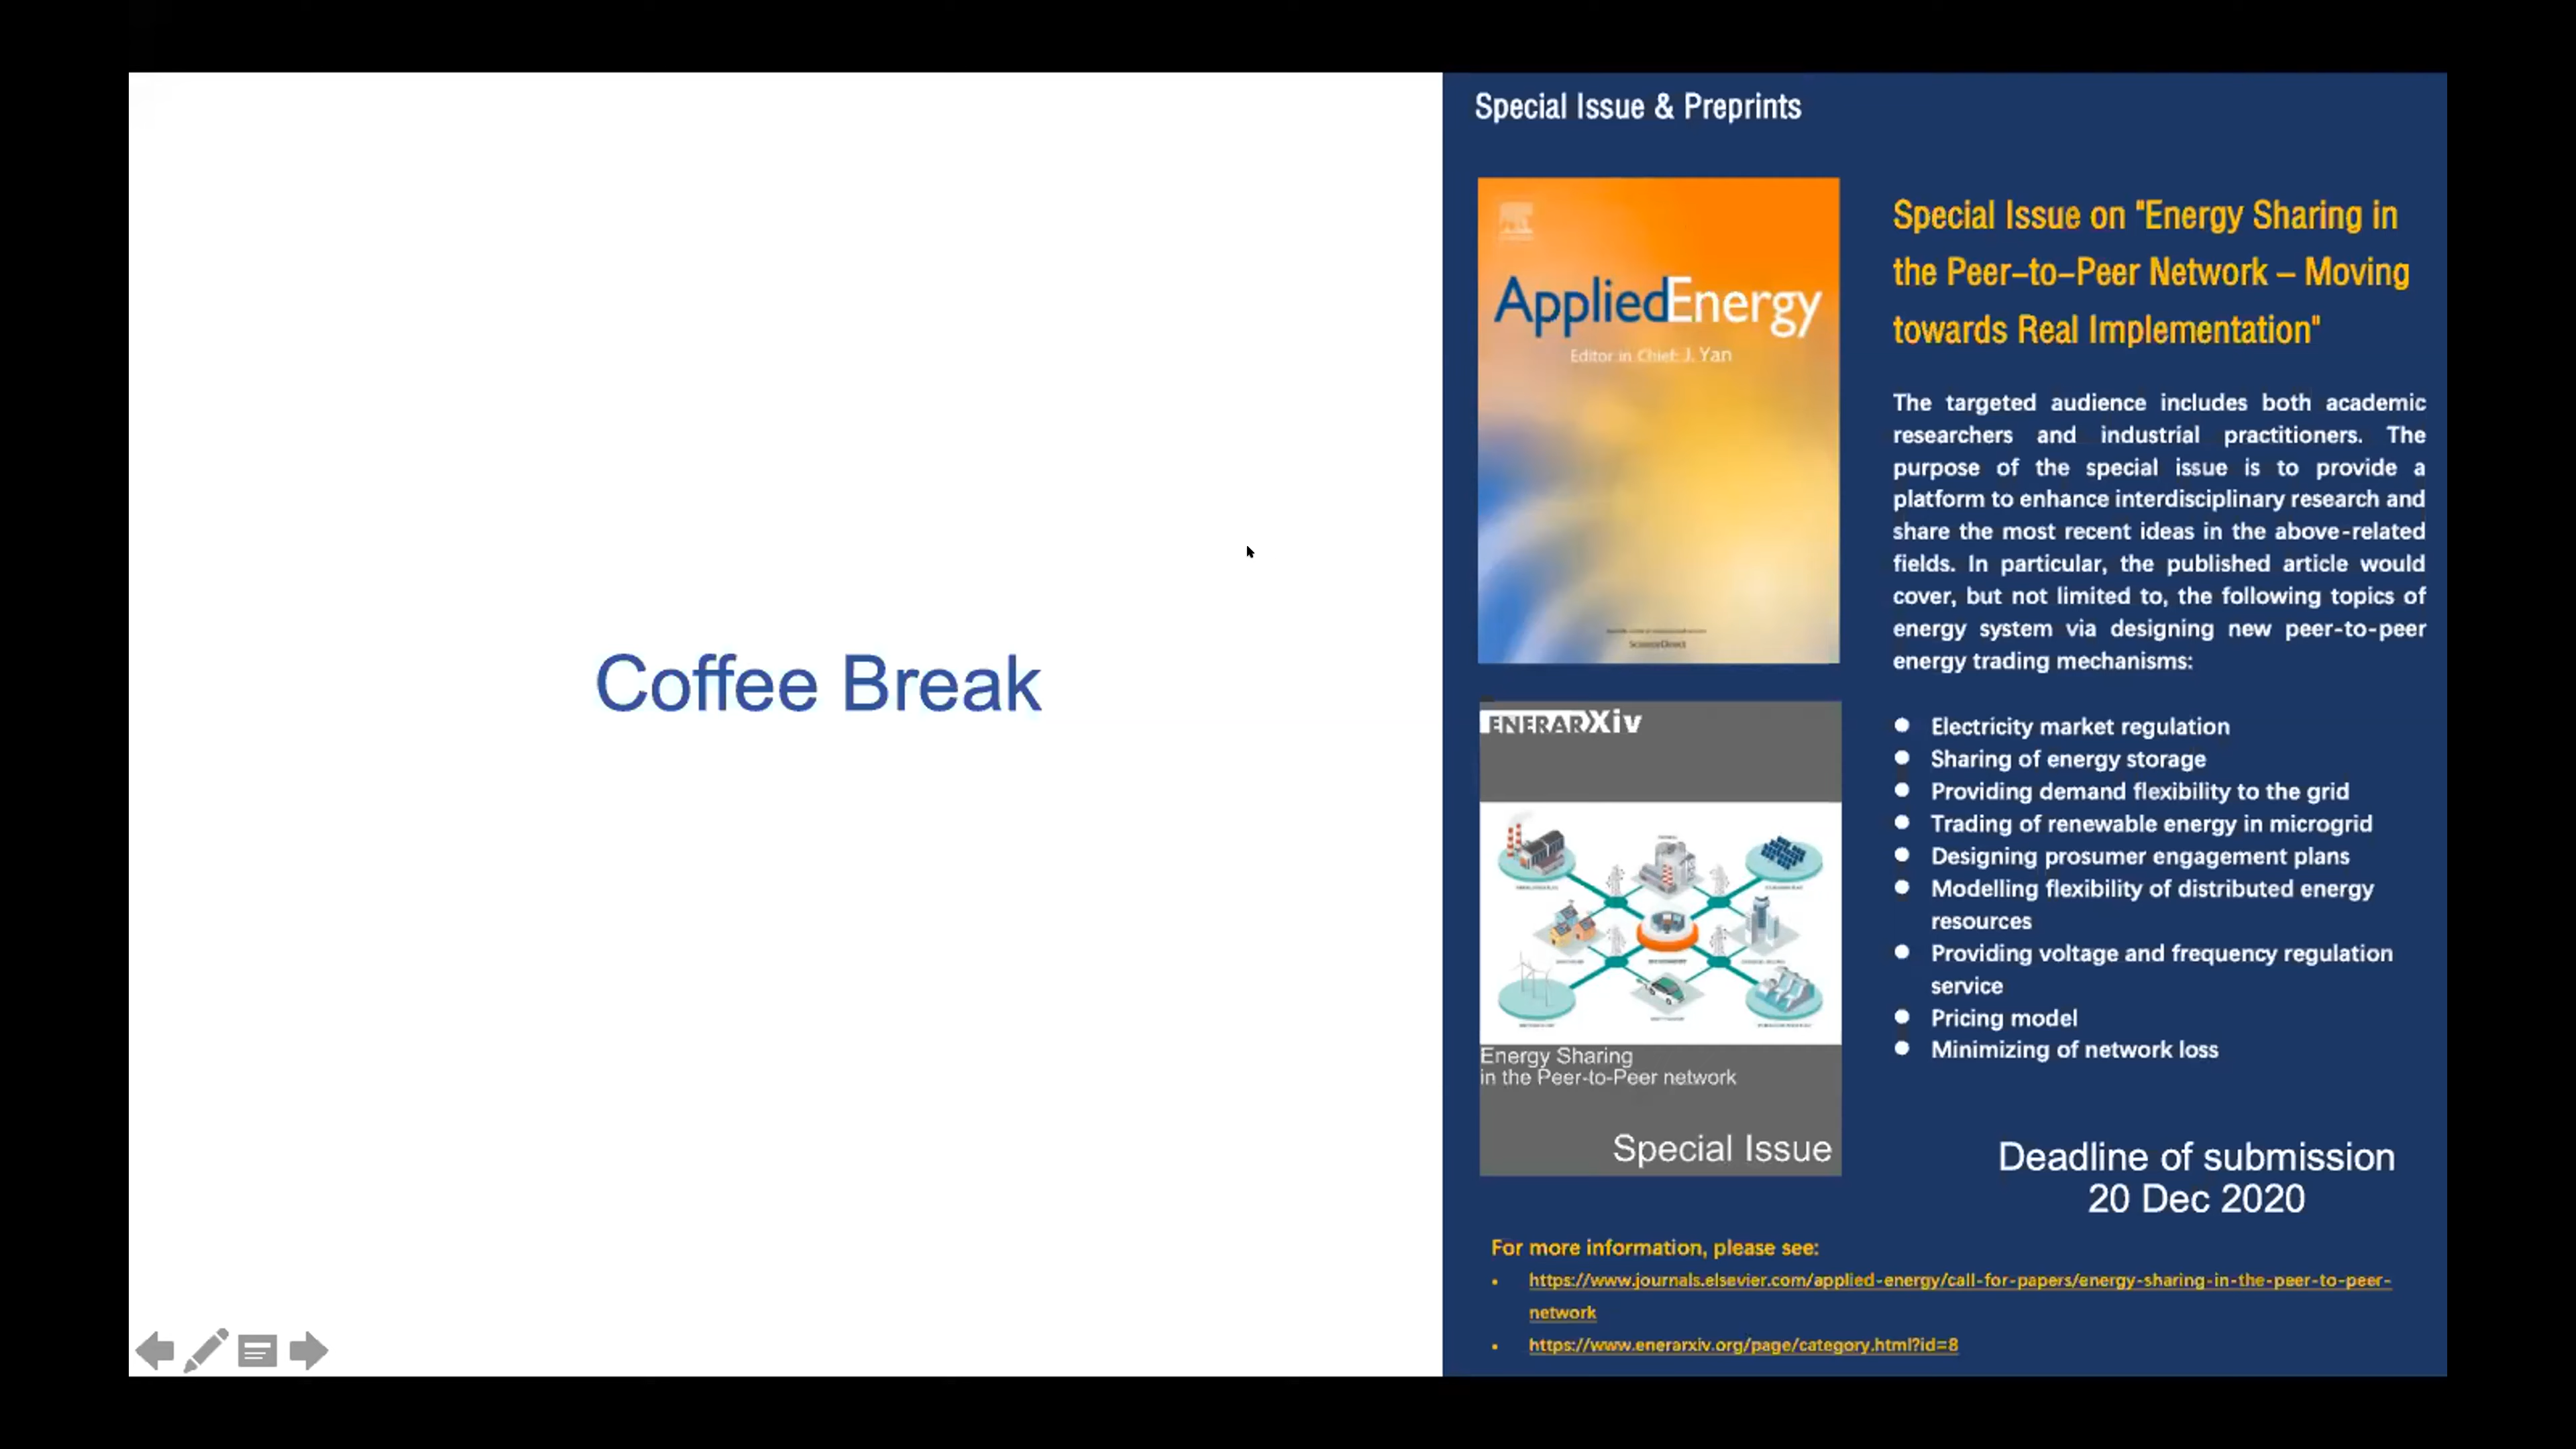 Coffee Break
Special Issue & Preprints
AppliedEnergy
Editor in Chief: J. Yan
ScienceDirect
Special Issue on "Energy Sharing in
the Peer–to–Peer Network – Moving
towards Real Implementation"
The targeted audience includes both academic
researchers and industrial practitioners. The
purpose of the special issue is to provide a
platform to enhance interdisciplinary research and
share the most recent ideas in the above-related
fields. In particular, the published article would
cover, but not limited to, the following topics of
energy system via designing new peer-to-peer
energy trading mechanisms:
● Electricity market regulation
● Sharing of energy storage
● Providing demand flexibility to the grid
● Trading of renewable energy in microgrid
● Designing prosumer engagement plans
● Modelling flexibility of distributed energy
resources
● Providing voltage and frequency regulation
service
● Pricing model
● Minimizing of network loss
ENERARXiv
Energy Sharing
in the Peer-to-Peer network
Special Issue
Deadline of submission
20 Dec 2020
For more information, please see:
• https://www.journals.elsevier.com/applied-energy/call-for-papers/energy-sharing-in-the-peer-to-peer-
network
• https://www.enerarxiv.org/page/category.html?id=8